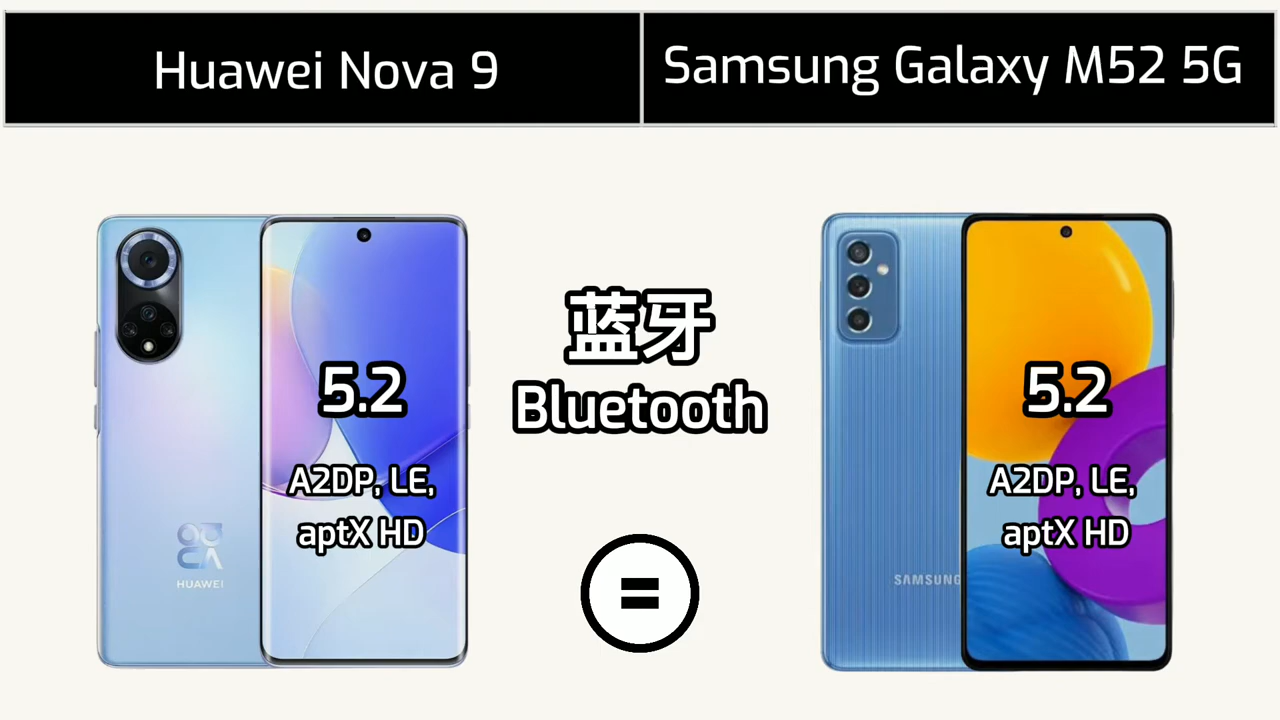 Huawei Nova 9
Samsung Galaxy M52 5G
蓝牙
Bluetooth
5.2
A2DP, LE,
aptX HD
HUAWEI
=
5.2
A2DP, LE,
aptX HD
SAMSUNG